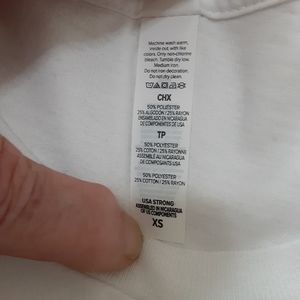 Machine wash warm,
inside out with like
colors. Only non-chlorine
bleach. Tumble dry low.
Medium iron.
Do not iron decoration.
Do not dry clean.
CHX
50% POLIESTER
25% ALGODÓN / 25% RAYON
ENSAMBLADO EN NICARAGUA
DE COMPONENTES DE USA
TP
50% POLYESTER
25% COTON / 25% RAYONNE
ASSEMBLÉ AU NICARAGUA
DE COMPOSANTS USA
50% POLYESTER
25% COTTON / 25% RAYON
USA STRONG
ASSEMBLED IN NICARAGUA
OF US COMPONENTS
XS